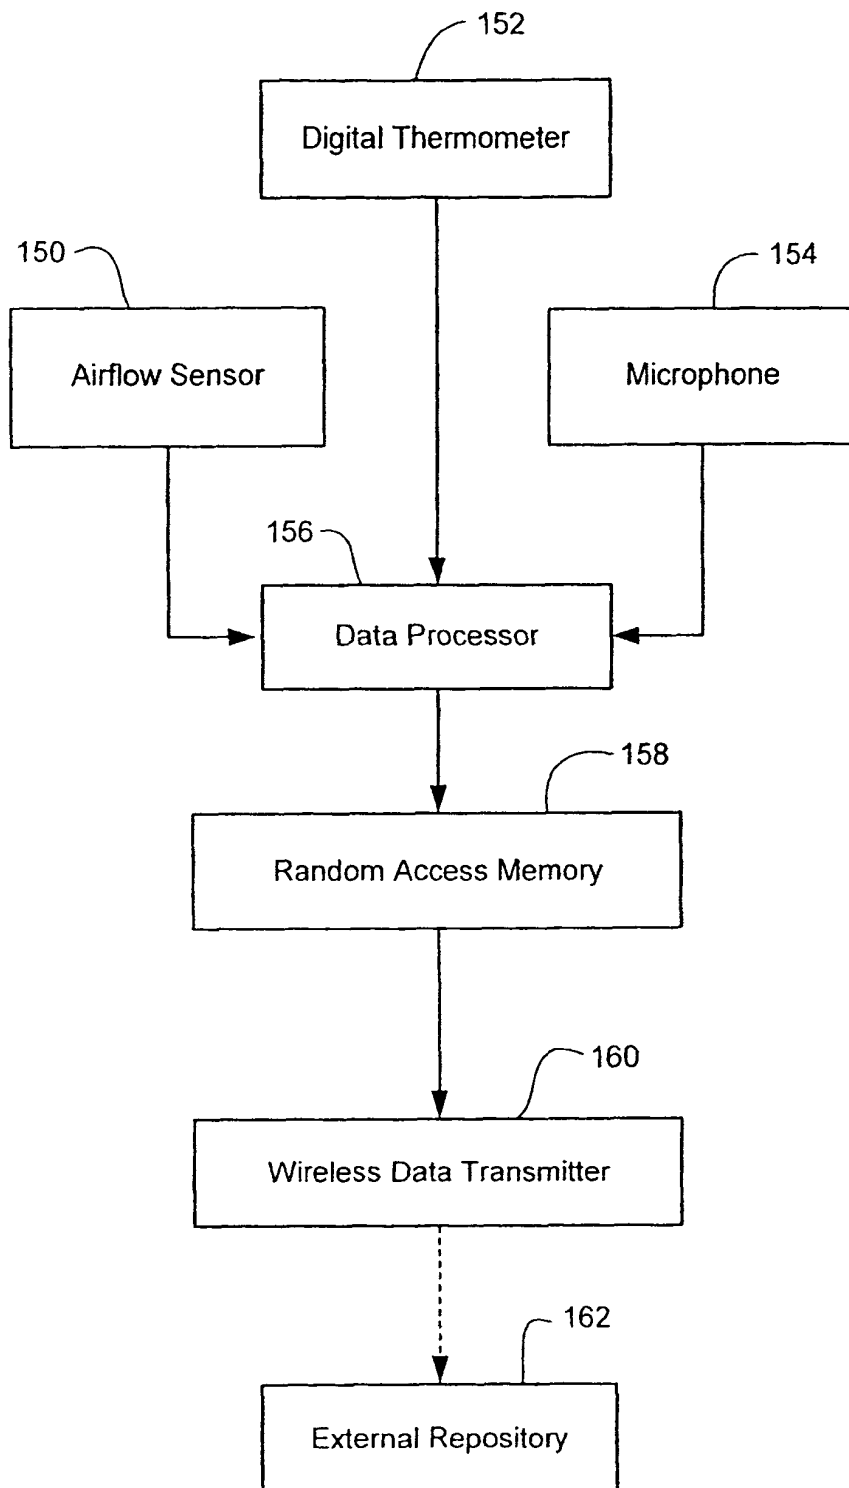 152
Digital Thermometer
150
154
Airflow Sensor
Microphone
156
Data Processor
158
Random Access Memory
160
Wireless Data Transmitter
162
External Repository